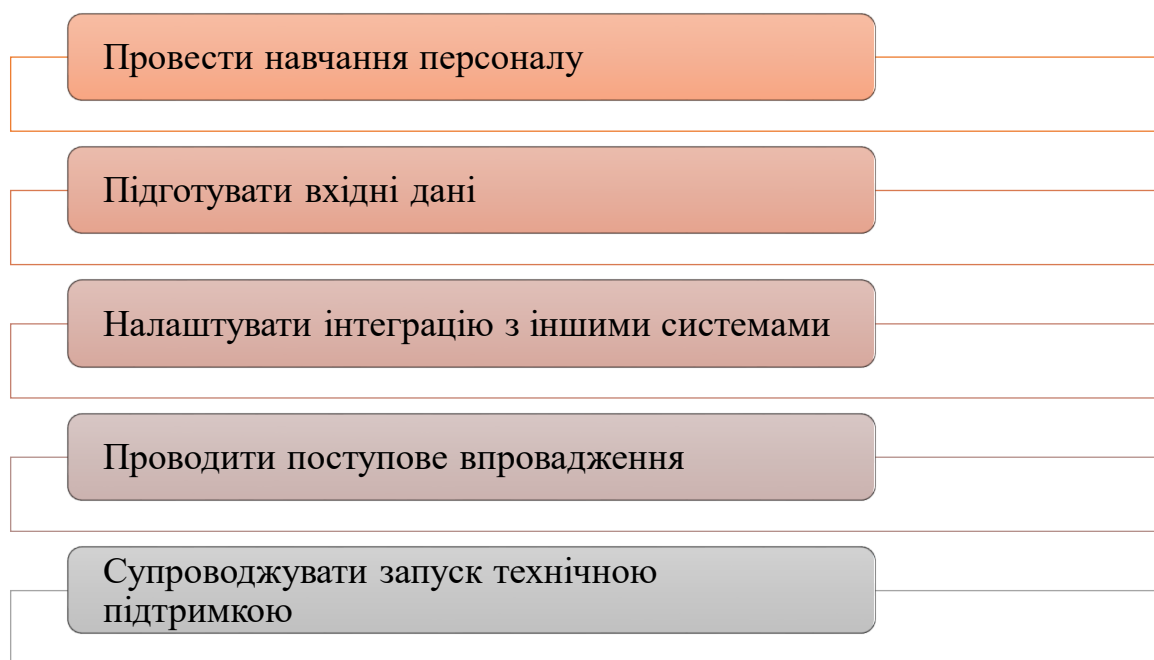 Провести навчання персоналу
Підготувати вхідні дані
Налаштувати інтеграцію з іншими системами
Проводити поступове впровадження
Супроводжувати запуск технічною
підтримкою